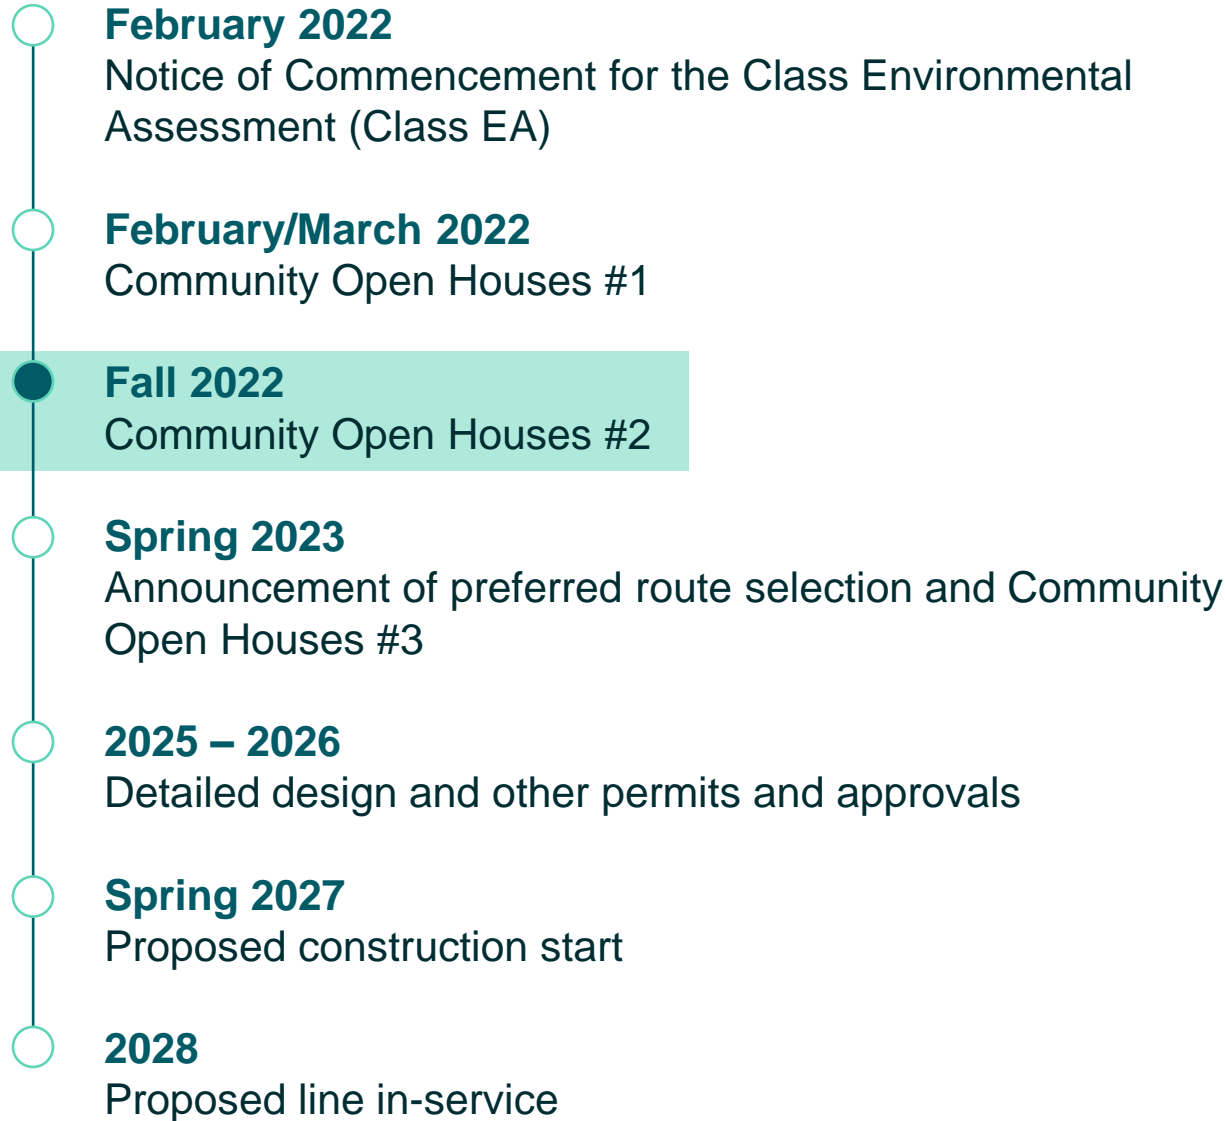 February 2022
Notice of Commencement for the Class Environmental
Assessment (Class EA)
February/March 2022
Community Open Houses #1
Fall 2022
Community Open Houses #2
Spring 2023
Announcement of preferred route selection and Community
Open Houses #3
2025 – 2026
Detailed design and other permits and approvals
Spring 2027
Proposed construction start
2028
Proposed line in-service